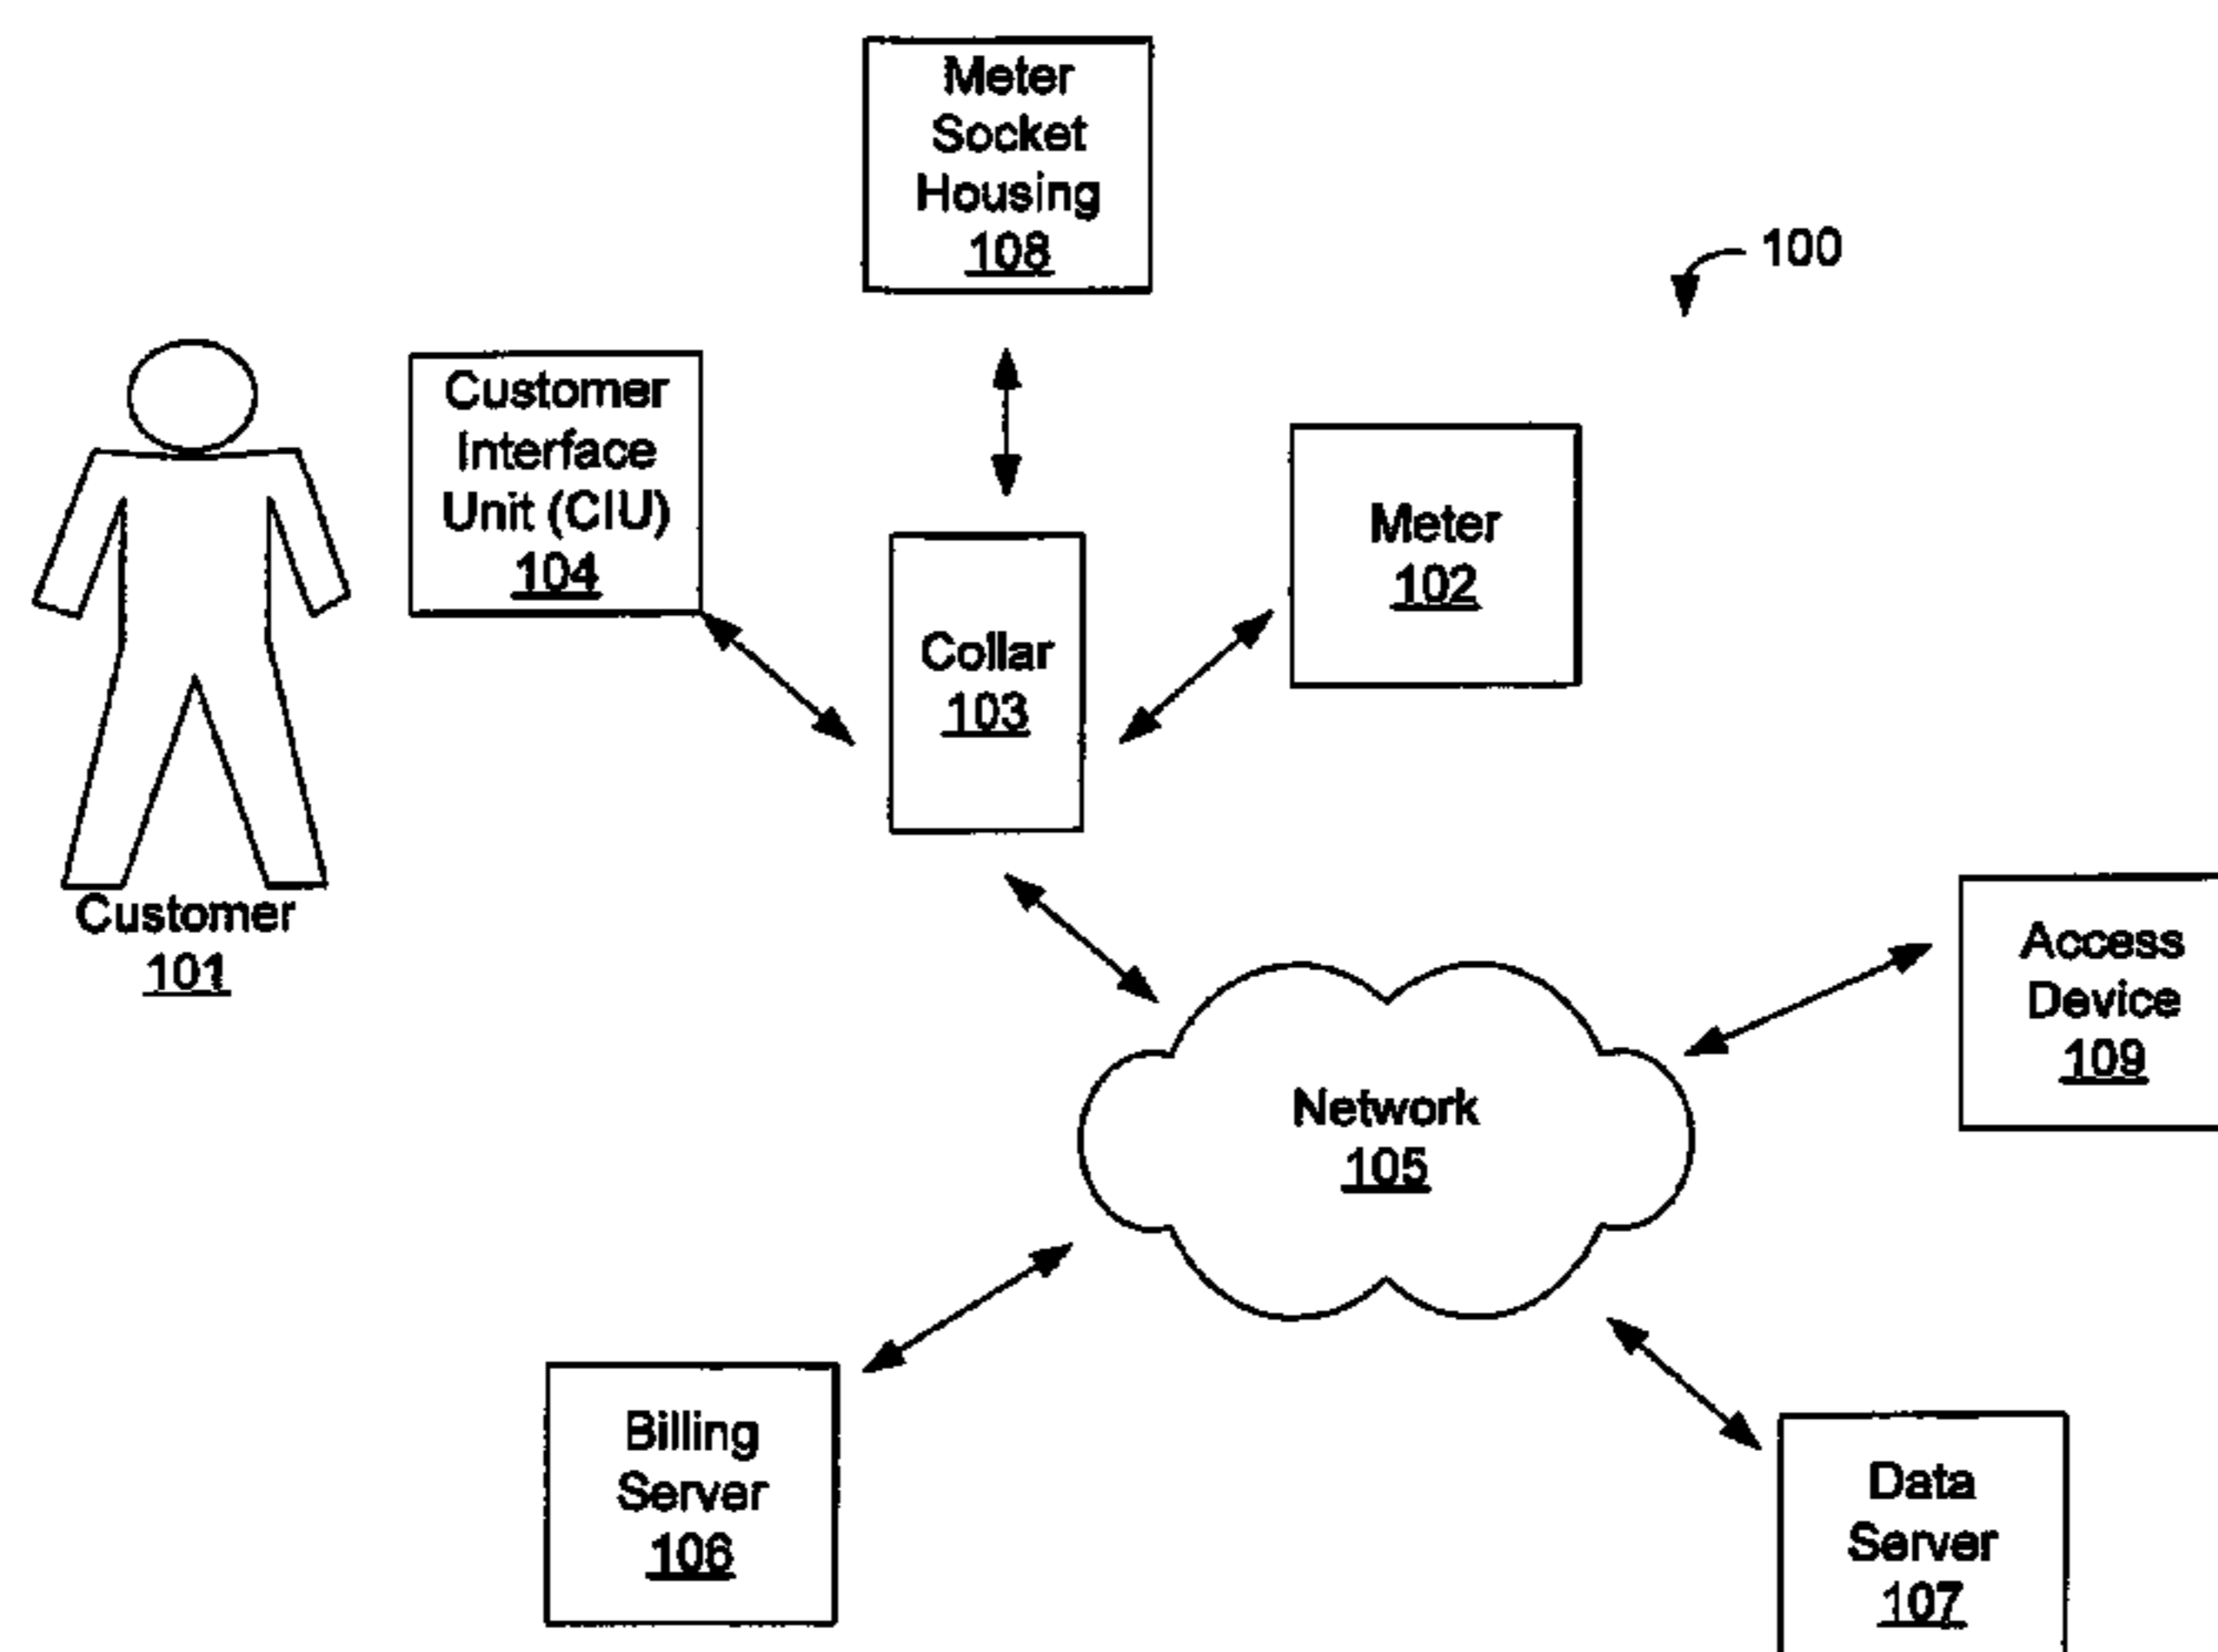 Meter
Socket
Housing
108
100
Customer
Interface
Unit (CIU)
104
Meter
102
Collar
103
Customer
101
Access
Device
109
Network
105
Billing
Server
106
Data
Server
107